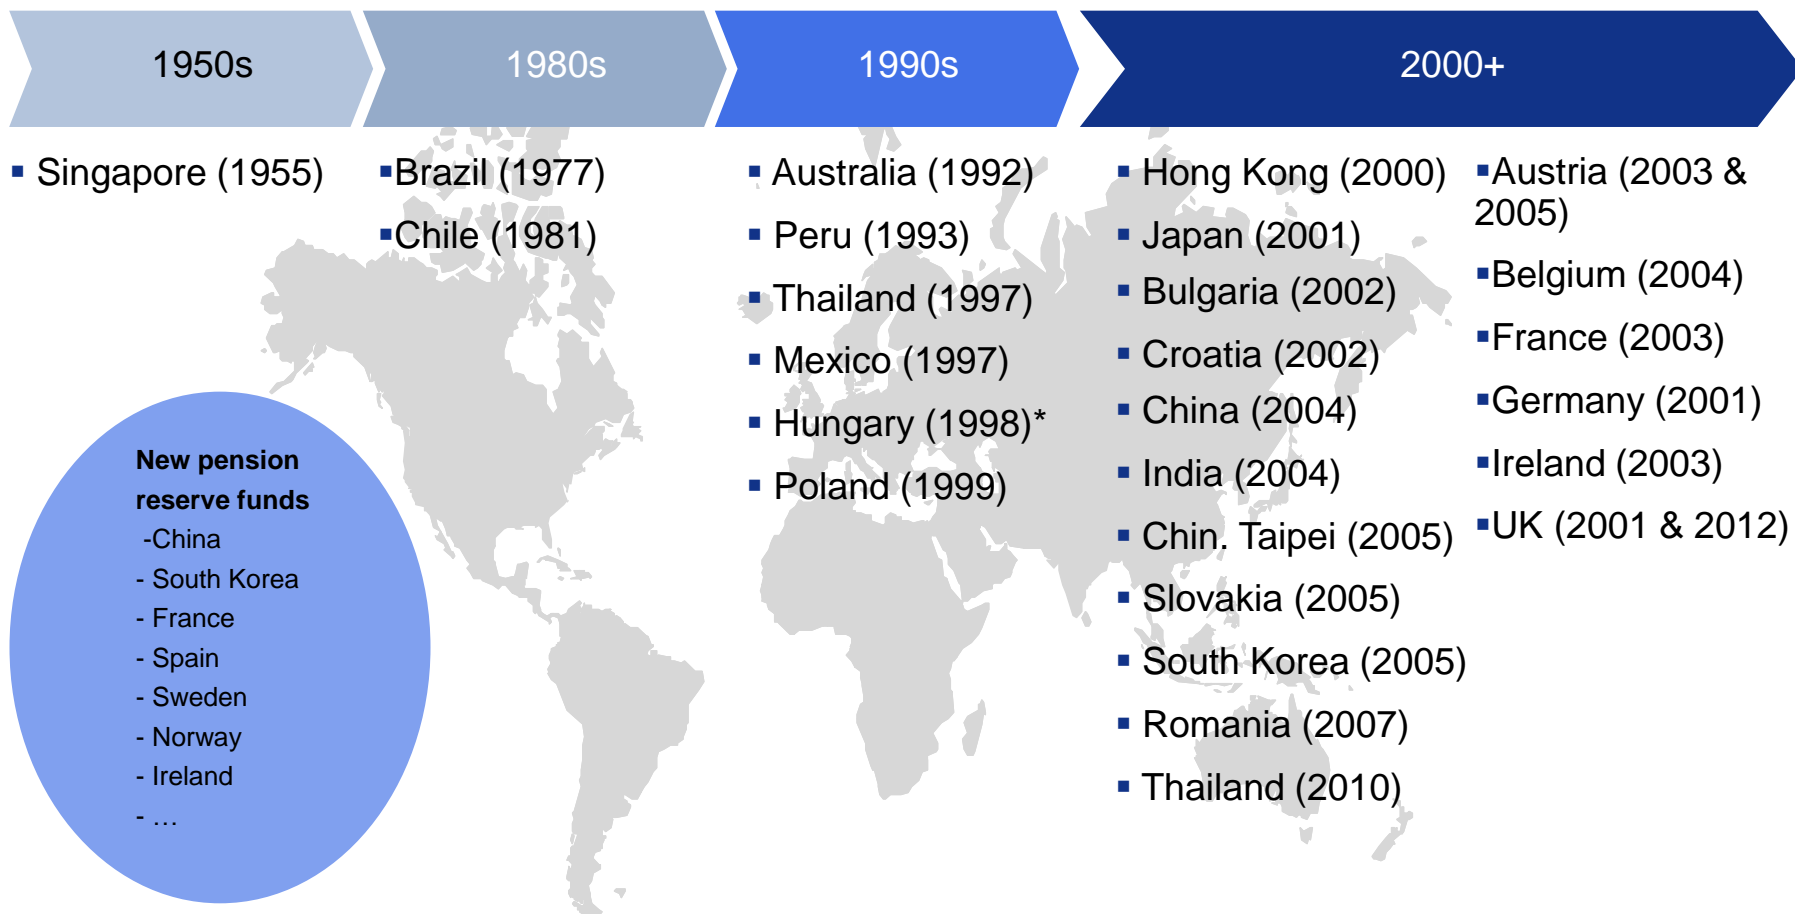 1950s
1980s
1990s
2000+
▪ Singapore (1955)
▪Brazil (1977)
▪Chile (1981)
▪ Australia (1992)
▪ Peru (1993)
▪ Thailand (1997)
▪ Mexico (1997)
▪ Hungary (1998)*
▪ Poland (1999)
▪ Hong Kong (2000)
▪ Japan (2001)
▪ Bulgaria (2002)
▪ Croatia (2002)
▪ China (2004)
▪ India (2004)
▪ Chin. Taipei (2005)
▪ Slovakia (2005)
▪ South Korea (2005)
▪ Romania (2007)
▪ Thailand (2010)
▪Austria (2003 &
2005)
▪Belgium (2004)
▪France (2003)
▪Germany (2001)
▪Ireland (2003)
▪UK (2001 & 2012)
New pension
reserve funds
-China
- South Korea
- France
- Spain
- Sweden
- Norway
- Ireland
- …